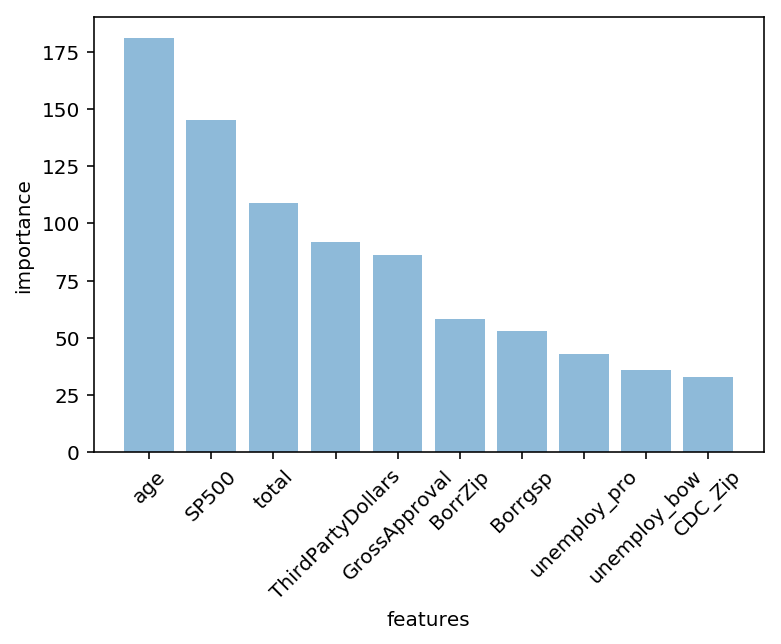 importance
175
150
125
100
75
50
25
0
age
SP500
total
ThirdPartyDollars
GrossApproval
BorrZip
Borrgsp
unemploy_pro
unemploy_bow
CDC_Zip
features